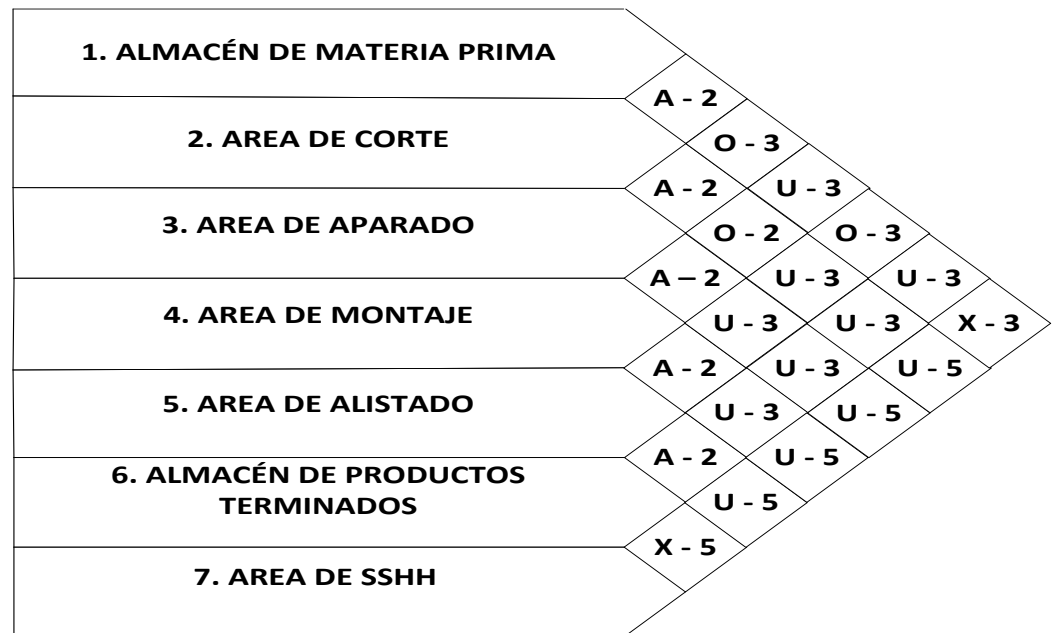 1. ALMACÉN DE MATERIA PRIMA
A - 2
2. AREA DE CORTE
O - 3
A - 2
U - 3
3. AREA DE APARADO
O - 2
O - 3
A – 2
U - 3
U - 3
4. AREA DE MONTAJE
U - 3
U - 3
X - 3
A - 2
U - 3
U - 5
5. AREA DE ALISTADO
U - 3
U - 5
A - 2
U - 5
6. ALMACÉN DE PRODUCTOS
TERMINADOS
U - 5
X - 5
7. AREA DE SSHH